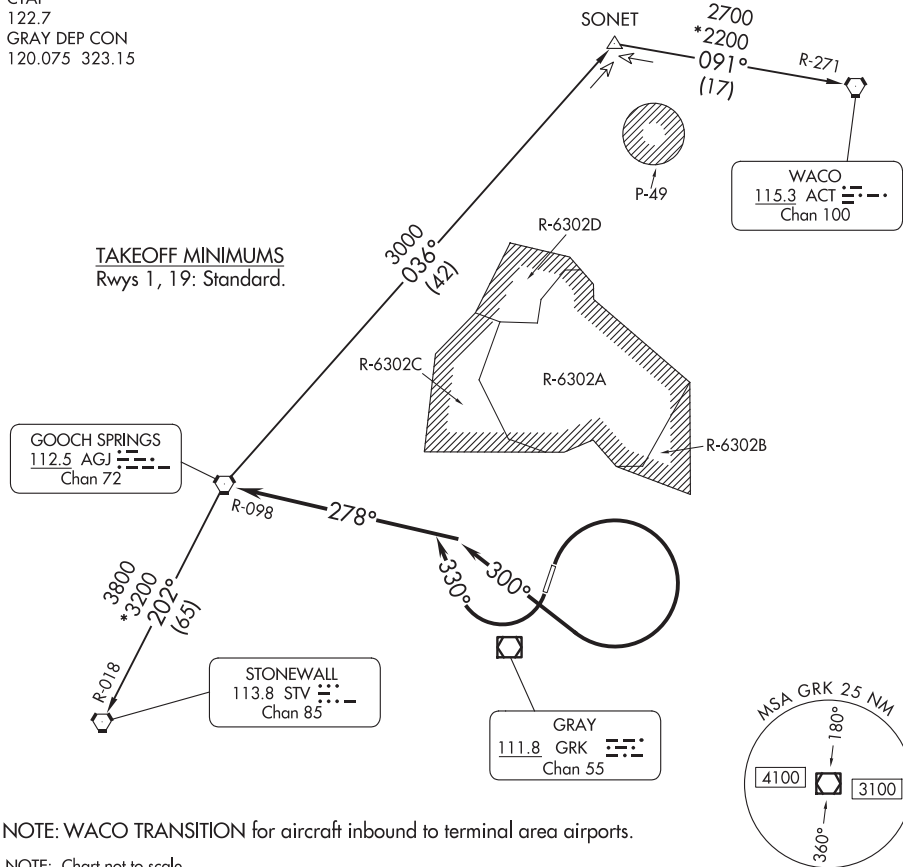 122.7
GRAY DEP CON
120.075 323.15
SONET
2700
*2200
091°
(17)
R-271
P-49
WACO
115.3 ACT
Chan 100
TAKEOFF MINIMUMS
Rwys 1, 19: Standard.
3000
036°
(42)
R-6302D
R-6302C
R-6302A
R-6302B
GOOCH SPRINGS
112.5 AGJ
Chan 72
R-098
278°
330°
300°
3800
*3200
202°
(65)
R-018
STONEWALL
113.8 STV
Chan 85
GRAY
111.8 GRK
Chan 55
MSA GRK 25 NM
180°
4100
3100
360°
NOTE: WACO TRANSITION for aircraft inbound to terminal area airports.
NOTE: Chart not to scale